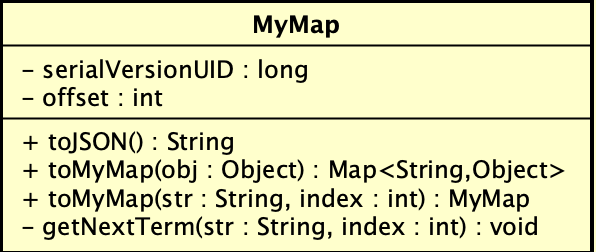 MyMap
- serialVersionUID : long
- offset : int
+ toJSON() : String
+ toMyMap(obj : Object) : Map<String,Object>
+ toMyMap(str : String, index : int) : MyMap
- getNextTerm(str : String, index : int) : void